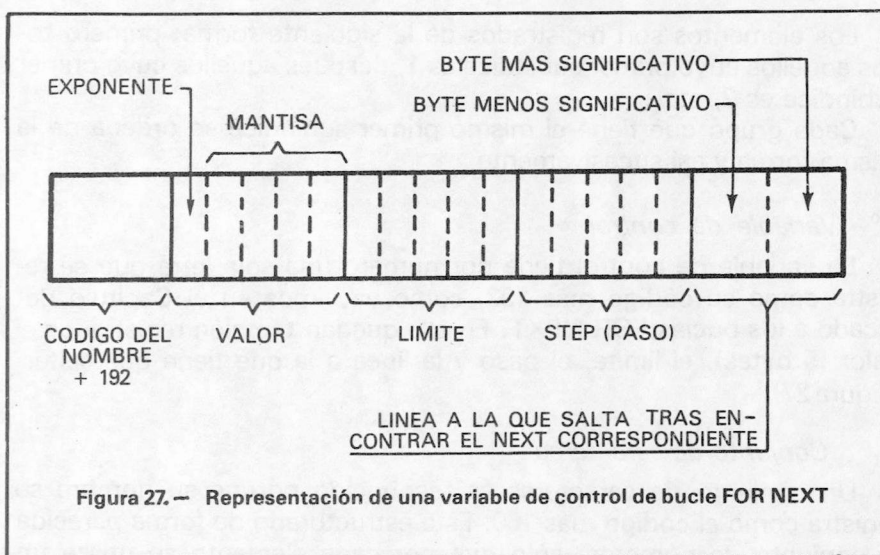 BYTE MAS SIGNIFICATIVO
EXPONENTE
BYTE MENOS SIGNIFICATIVO
MANTISA
CODIGO DEL
NOMBRE
+ 192
VALOR
LIMITE
STEP (PASO)
LINEA A LA QUE SALTA TRAS EN-
CONTRAR EL NEXT CORRESPONDIENTE
Figura 27.— Representación de una variable de control de bucle FOR NEXT